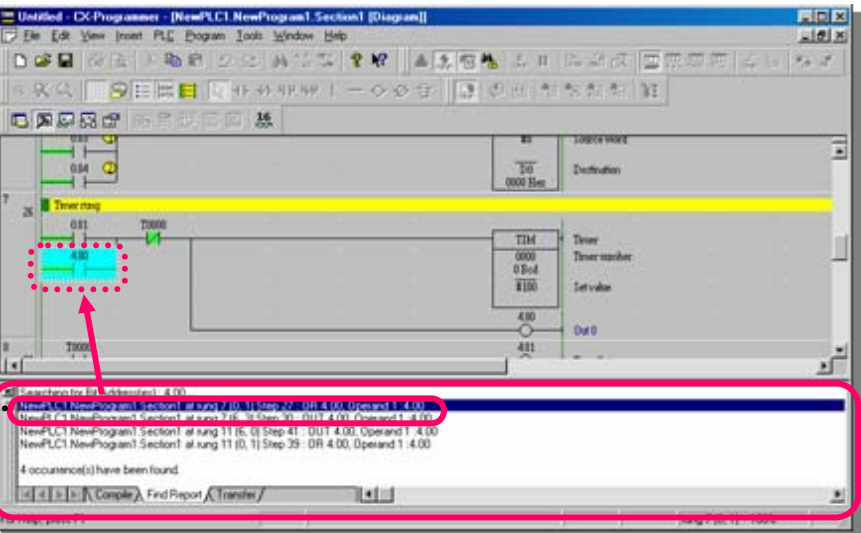 Untitled - CX-Programmer - [NewPLC1.NewProgram1.Section1 [Diagram]]
File Edit View Insert PLC Program Tools Window Help
16
0.03
Source word
0.04 D0 Destination
0000 Hex
7
26
Timer rung
0.01 T0000 TIM Timer
4.00 0000 Timer number
0 Bcd
#100 Set value
4.00
Out 0
8 T0000 4.01
Searching for Bit Address(es) : 4.00
NewPLC1.NewProgram1.Section1 at rung 7 (0, 1) Step 27 : OR 4.00, Operand 1 :4.00
NewPLC1.NewProgram1.Section1 at rung 7 (6, 3) Step 30 : OUT 4.00, Operand 1 :4.00
NewPLC1.NewProgram1.Section1 at rung 11 (6, 0) Step 41 : OUT 4.00, Operand 1 :4.00
NewPLC1.NewProgram1.Section1 at rung 11 (0, 1) Step 39 : OR 4.00, Operand 1 :4.00
4 occurrence(s) have been found.
Compile Find Report Transfer
For Help, press F1
rung 7 (0, 1) - 100%